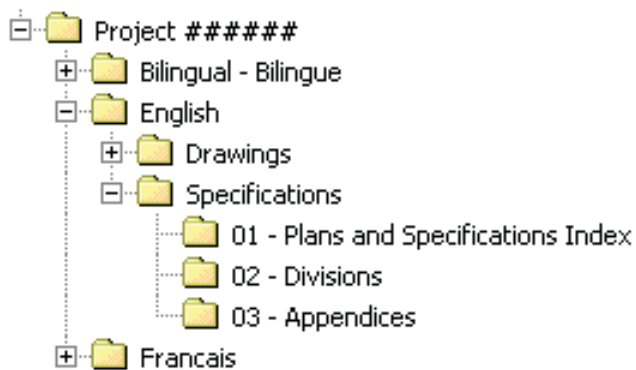 Project ######
Bilingual - Bilingue
English
Drawings
Specifications
01 - Plans and Specifications Index
02 - Divisions
03 - Appendices
Francais